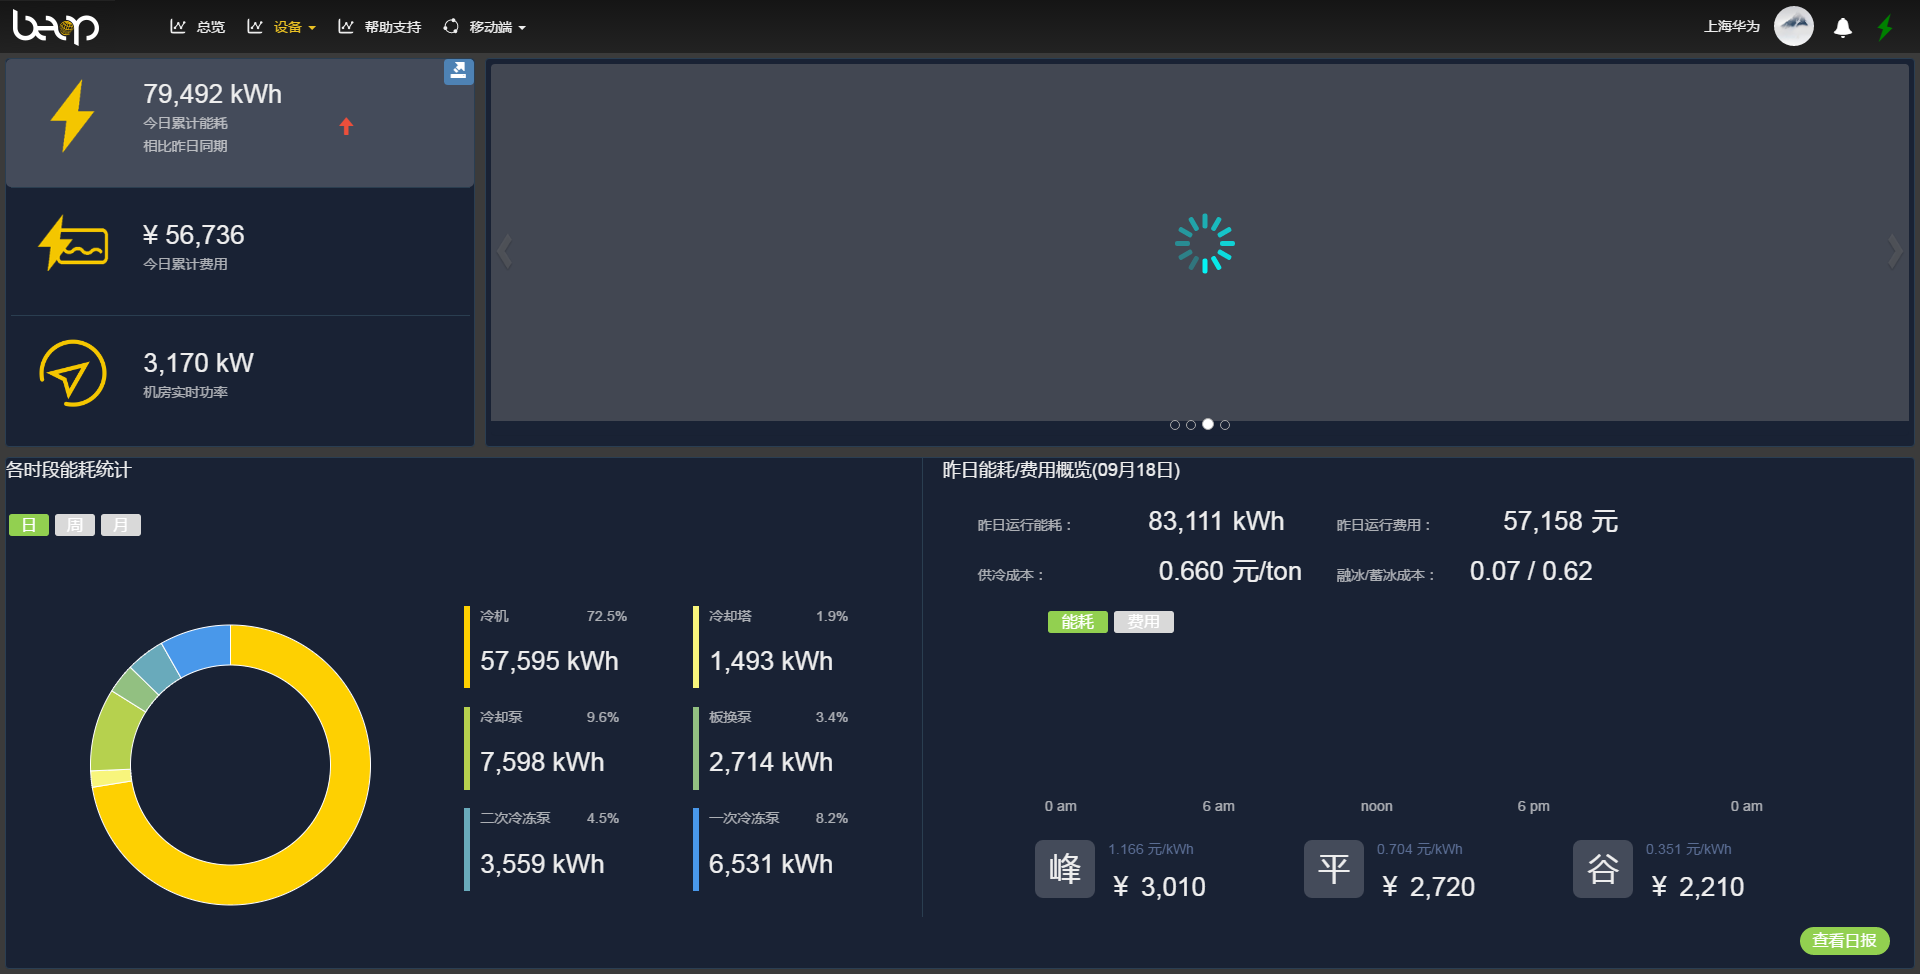 beop
总览
设备
帮助支持
移动端
上海华为
79,492 kWh
今日累计能耗
相比昨日同期
¥ 56,736
今日累计费用
3,170 kW
机房实时功率
各时段能耗统计
日
周
月
冷机 72.5%
57,595 kWh
冷却塔 1.9%
1,493 kWh
冷却泵 9.6%
7,598 kWh
板换泵 3.4%
2,714 kWh
二次冷冻泵 4.5%
3,559 kWh
一次冷冻泵 8.2%
6,531 kWh
昨日能耗/费用概览(09月18日)
昨日运行能耗： 83,111 kWh
昨日运行费用： 57,158 元
供冷成本： 0.660 元/ton
融冰/蓄冰成本： 0.07 / 0.62
能耗
费用
0 am 6 am noon 6 pm 0 am
峰
1.166 元/kWh
¥ 3,010
平
0.704 元/kWh
¥ 2,720
谷
0.351 元/kWh
¥ 2,210
查看日报